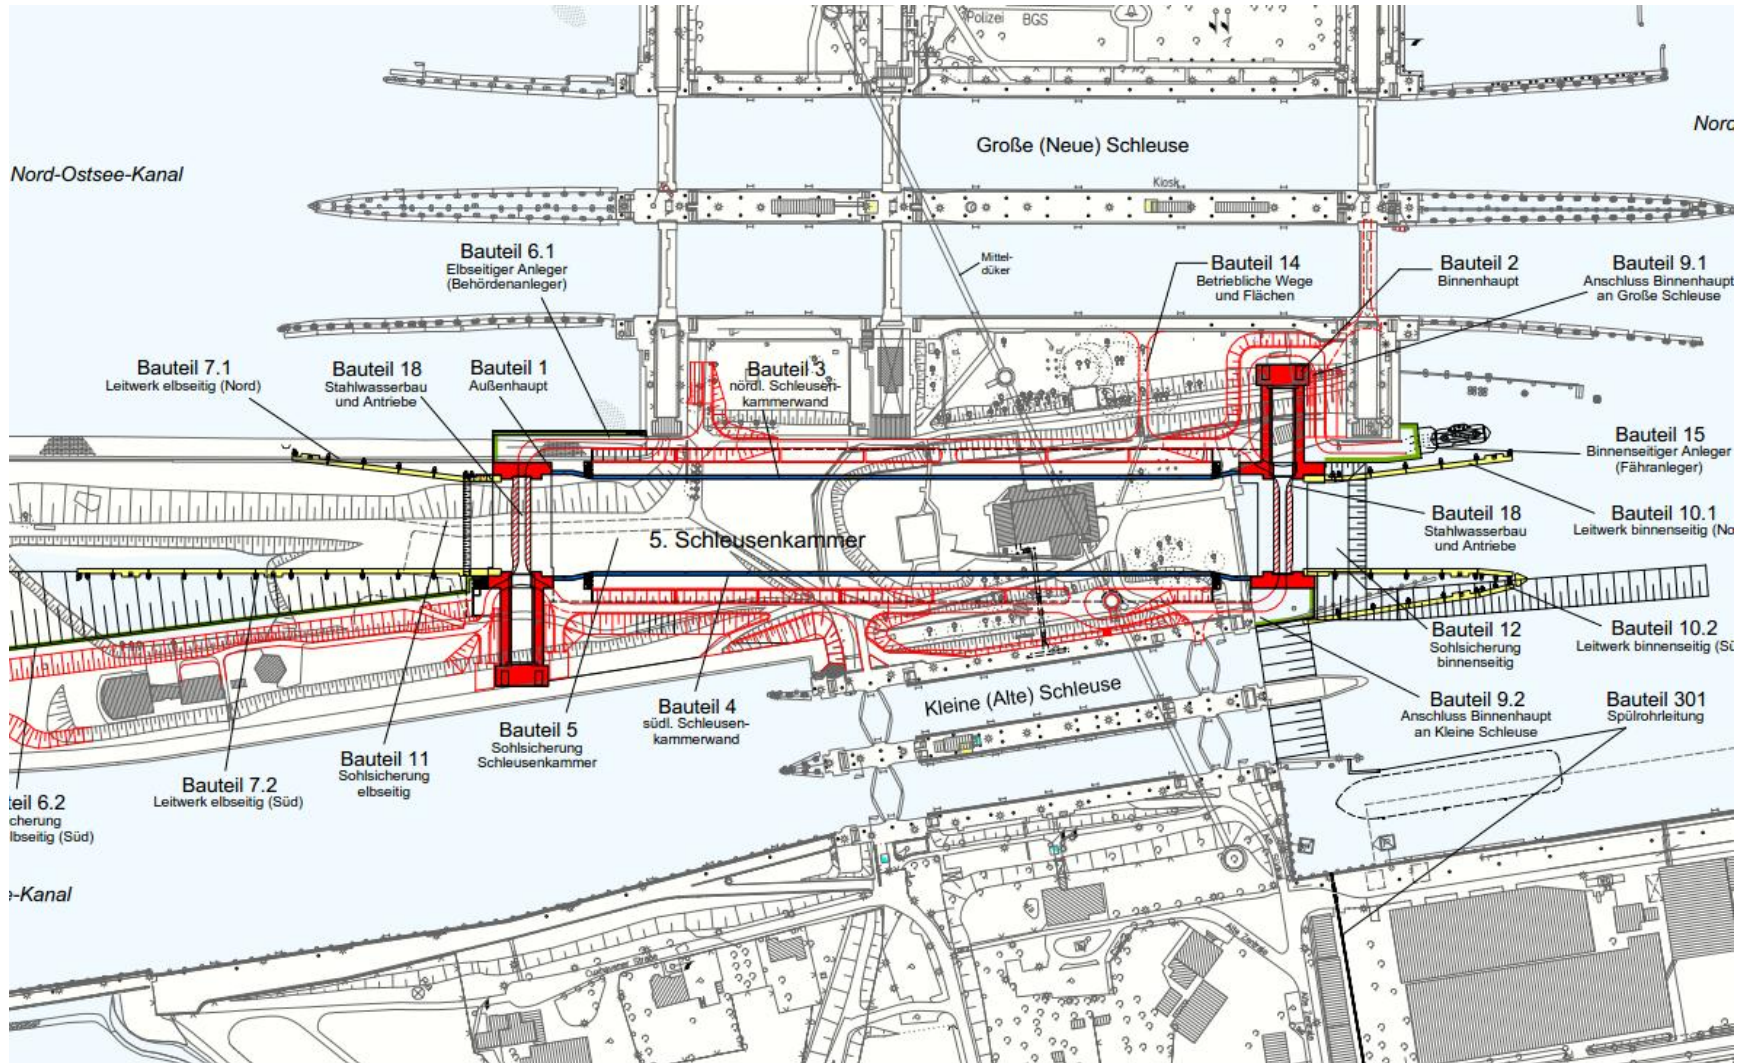 Polizei
BGS
Große (Neue) Schleuse
Nord-Ostsee-Kanal
Kiosk
Bauteil 6.1
Elbseitiger Anleger
(Behördenanleger)
Mittel-
düker
Bauteil 14
Betriebliche Wege
und Flächen
Bauteil 2
Binnenhaupt
Bauteil 9.1
Anschluss Binnenhaupt
an Große Schleuse
Bauteil 7.1
Leitwerk elbseitig (Nord)
Bauteil 18
Stahlwasserbau
und Antriebe
Bauteil 1
Außenhaupt
Bauteil 3
nördl. Schleusen-
kammerwand
Bauteil 15
Binnenseitiger Anleger
(Fähranleger)
Bauteil 18
Stahlwasserbau
und Antriebe
Bauteil 10.1
Leitwerk binnenseitig (No
5. Schleusenkammer
Bauteil 12
Sohlsicherung
binnenseitig
Bauteil 10.2
Leitwerk binnenseitig (Sü
Kleine (Alte) Schleuse
Bauteil 4
südl. Schleusen-
kammerwand
Bauteil 5
Sohlsicherung
Schleusenkammer
Bauteil 11
Sohlsicherung
elbseitig
Bauteil 7.2
Leitwerk elbseitig (Süd)
teil 6.2
cherung
lbseitig (Süd)
Bauteil 9.2
Anschluss Binnenhaupt
an Kleine Schleuse
Bauteil 301
Spülrohrleitung
e-Kanal
Nord
Cuxhavener Straße
Alte Zentrale
Alte Zentrale